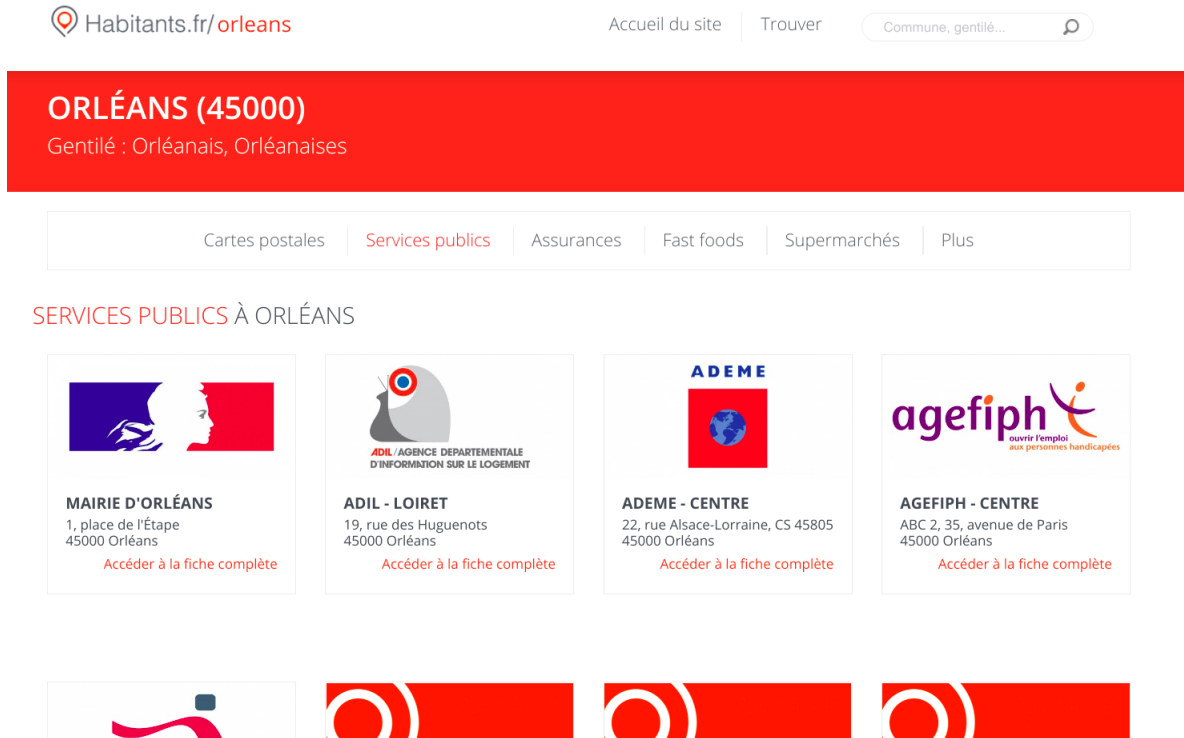 Habitants.fr/orleans
Accueil du site
Trouver
Commune, gentilé...
ORLÉANS (45000)
Gentilé : Orléanais, Orléanaises
Cartes postales
Services publics
Assurances
Fast foods
Supermarchés
Plus
SERVICES PUBLICS À ORLÉANS
ADIL/AGENCE DEPARTEMENTALE
D'INFORMATION SUR LE LOGEMENT
ADEME
agefiph
ouvrir l'emploi
aux personnes handicapées
MAIRIE D'ORLÉANS
1, place de l'Étape
45000 Orléans
Accéder à la fiche complète
ADIL - LOIRET
19, rue des Huguenots
45000 Orléans
Accéder à la fiche complète
ADEME - CENTRE
22, rue Alsace-Lorraine, CS 45805
45000 Orléans
Accéder à la fiche complète
AGEFIPH - CENTRE
ABC 2, 35, avenue de Paris
45000 Orléans
Accéder à la fiche complète